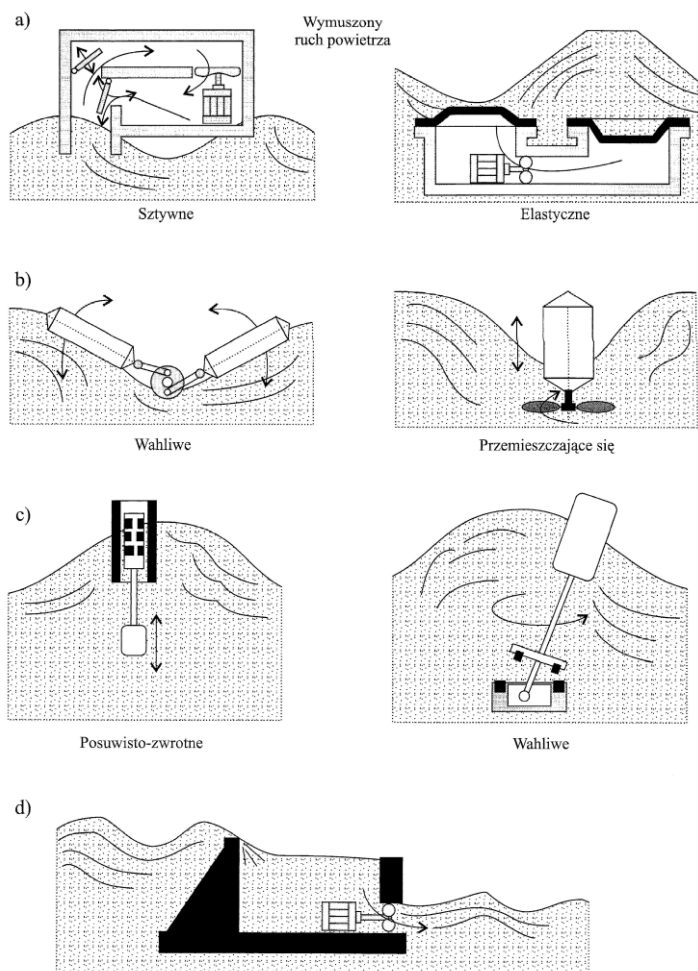 a)
Wymuszony
ruch powietrza
Sztywne
Elastyczne
b)
Wahliwe
Przemieszczające się
c)
Posuwisto-zwrotne
Wahliwe
d)